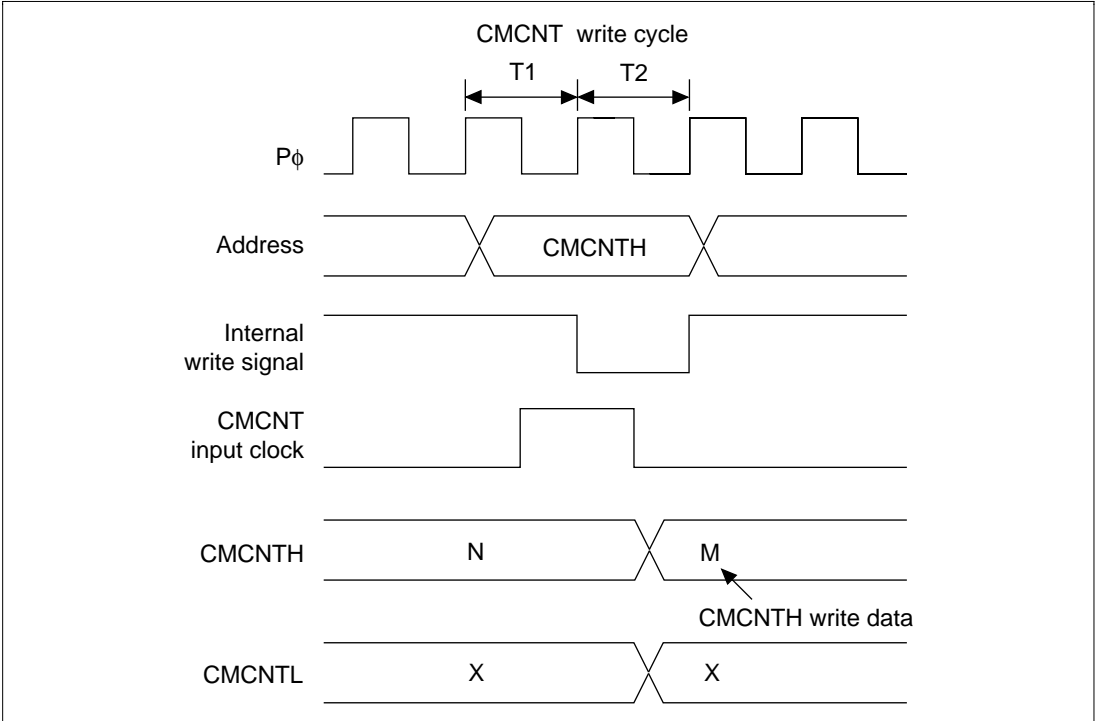 CMCNT write cycle
T1 T2
Pϕ
Address CMCNTH
Internal
write signal
CMCNT
input clock
CMCNTH N M
CMCNTH write data
CMCNTL X X